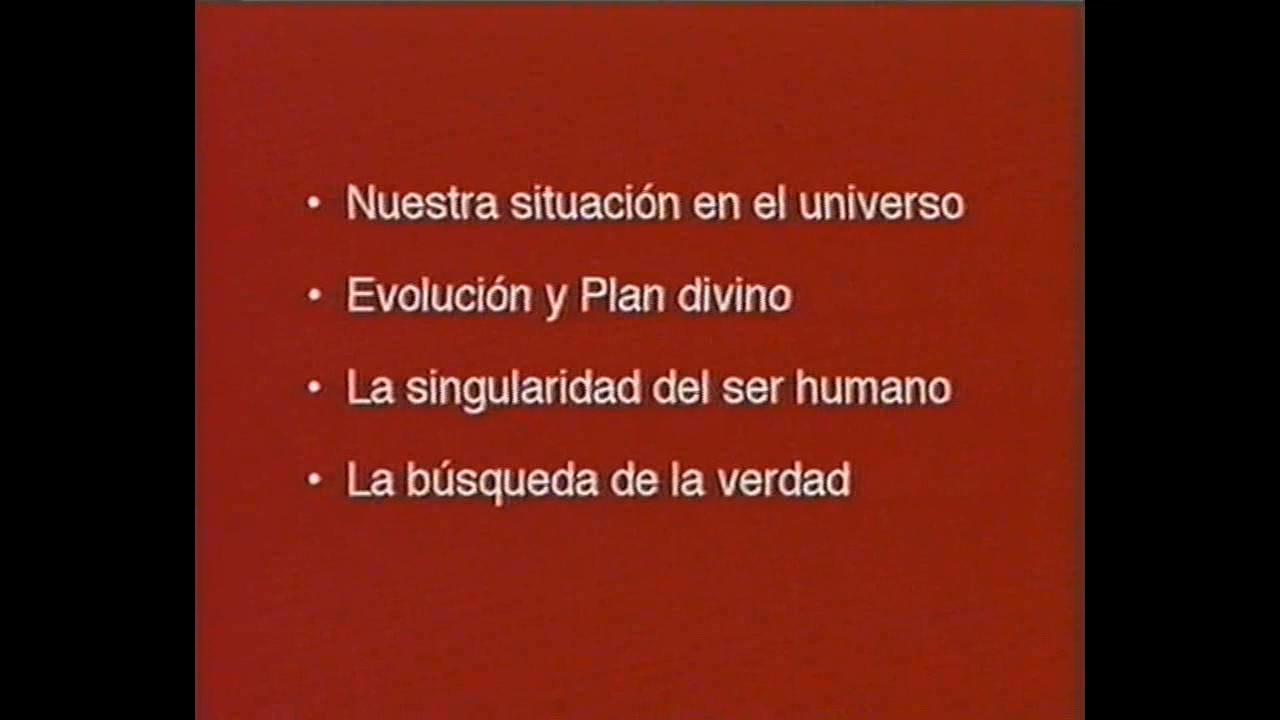 • Nuestra situación en el universo
• Evolución y Plan divino
• La singularidad del ser humano
• La búsqueda de la verdad